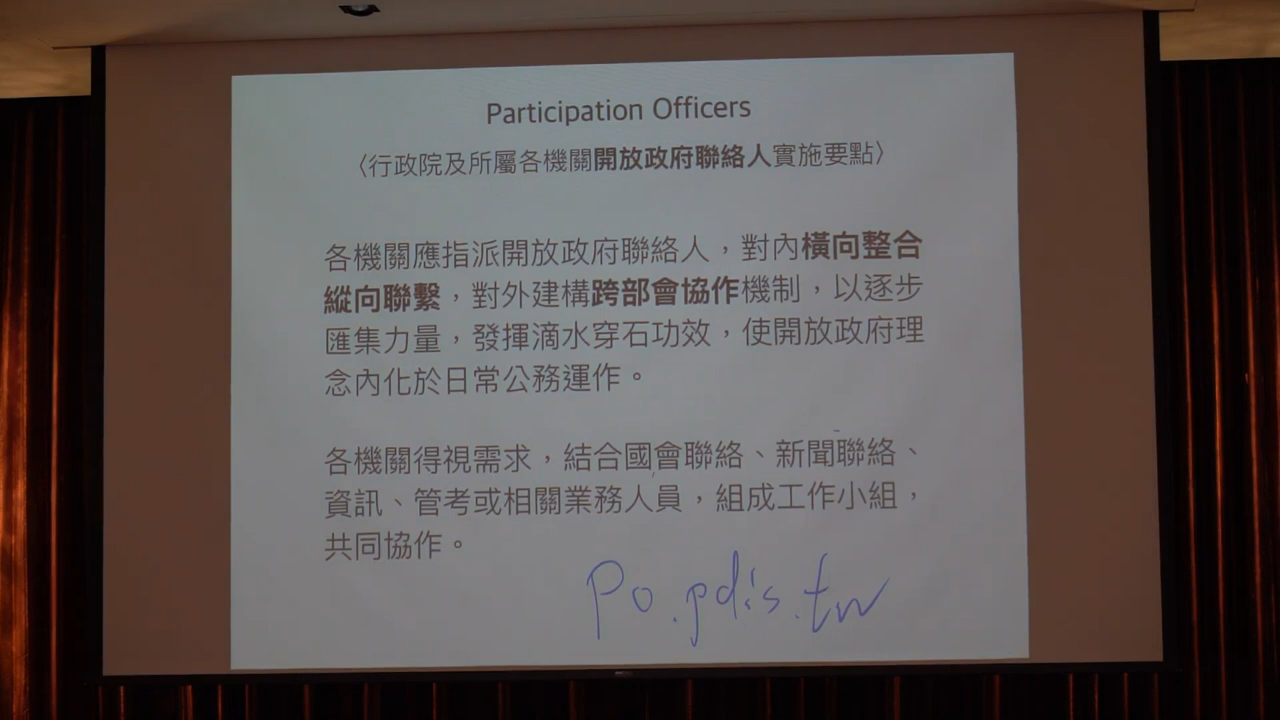 Participation Officers
〈行政院及所屬各機關開放政府聯絡人實施要點〉
各機關應指派開放政府聯絡人，對內橫向整合
縱向聯繫，對外建構跨部會協作機制，以逐步
匯集力量，發揮滴水穿石功效，使開放政府理
念內化於日常公務運作。
各機關得視需求，結合國會聯絡、新聞聯絡、
資訊、管考或相關業務人員，組成工作小組，
共同協作。
Po.pdis.tw